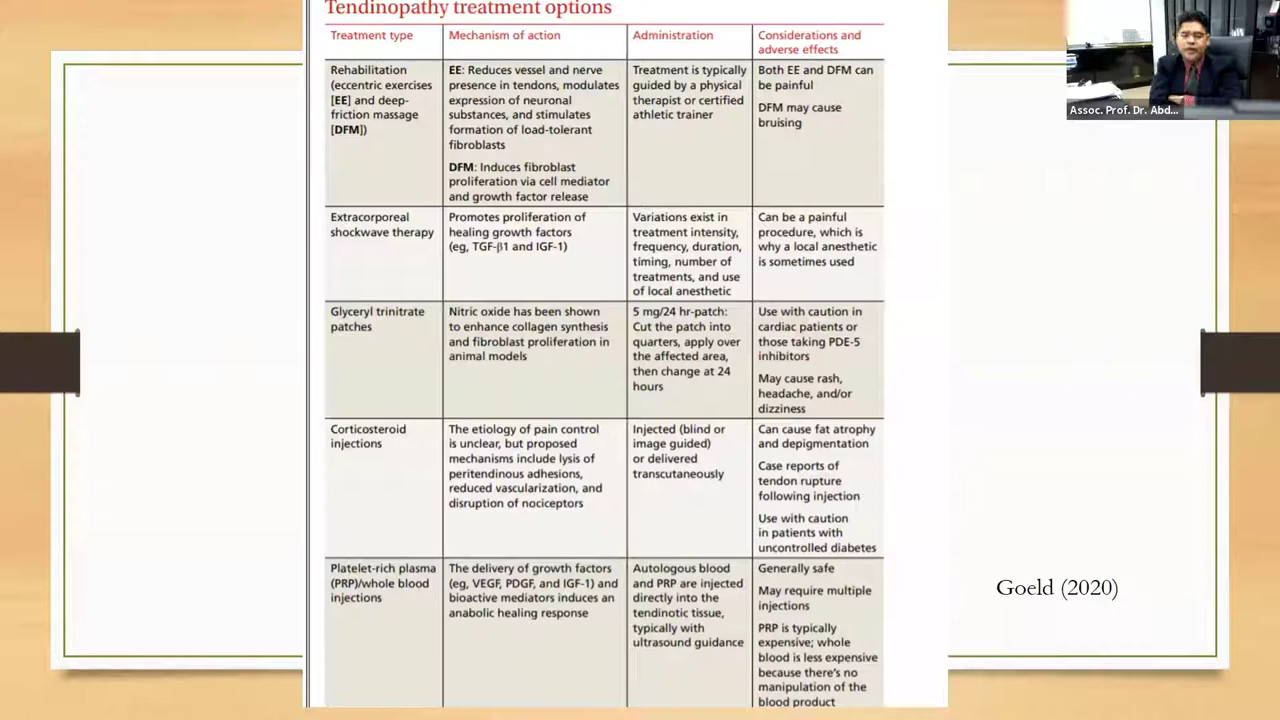 Tendinopathy treatment options
Treatment type
Mechanism of action
Administration
Considerations and
adverse effects
Rehabilitation
(eccentric exercises
[EE] and deep-
friction massage
[DFM])
EE: Reduces vessel and nerve
presence in tendons, modulates
expression of neuronal
substances, and stimulates
formation of load-tolerant
fibroblasts
DFM: Induces fibroblast
proliferation via cell mediator
and growth factor release
Treatment is typically
guided by a physical
therapist or certified
athletic trainer
Both EE and DFM can
be painful
DFM may cause
bruising
Extracorporeal
shockwave therapy
Promotes proliferation of
healing growth factors
(eg, TGF-β1 and IGF-1)
Variations exist in
treatment intensity,
frequency, duration,
timing, number of
treatments, and use
of local anesthetic
Can be a painful
procedure, which is
why a local anesthetic
is sometimes used
Glyceryl trinitrate
patches
Nitric oxide has been shown
to enhance collagen synthesis
and fibroblast proliferation in
animal models
5 mg/24 hr-patch:
Cut the patch into
quarters, apply over
the affected area,
then change at 24
hours
Use with caution in
cardiac patients or
those taking PDE-5
inhibitors
May cause rash,
headache, and/or
dizziness
Corticosteroid
injections
The etiology of pain control
is unclear, but proposed
mechanisms include lysis of
peritendinous adhesions,
reduced vascularization, and
disruption of nociceptors
Injected (blind or
image guided)
or delivered
transcutaneously
Can cause fat atrophy
and depigmentation
Case reports of
tendon rupture
following injection
Use with caution
in patients with
uncontrolled diabetes
Platelet-rich plasma
(PRP)/whole blood
injections
The delivery of growth factors
(eg, VEGF, PDGF, and IGF-1) and
bioactive mediators induces an
anabolic healing response
Autologous blood
and PRP are injected
directly into the
tendinotic tissue,
typically with
ultrasound guidance
Generally safe
May require multiple
injections
PRP is typically
expensive; whole
blood is less expensive
because there's no
manipulation of the
blood product
Goeld (2020)
Assoc. Prof. Dr. Abd...